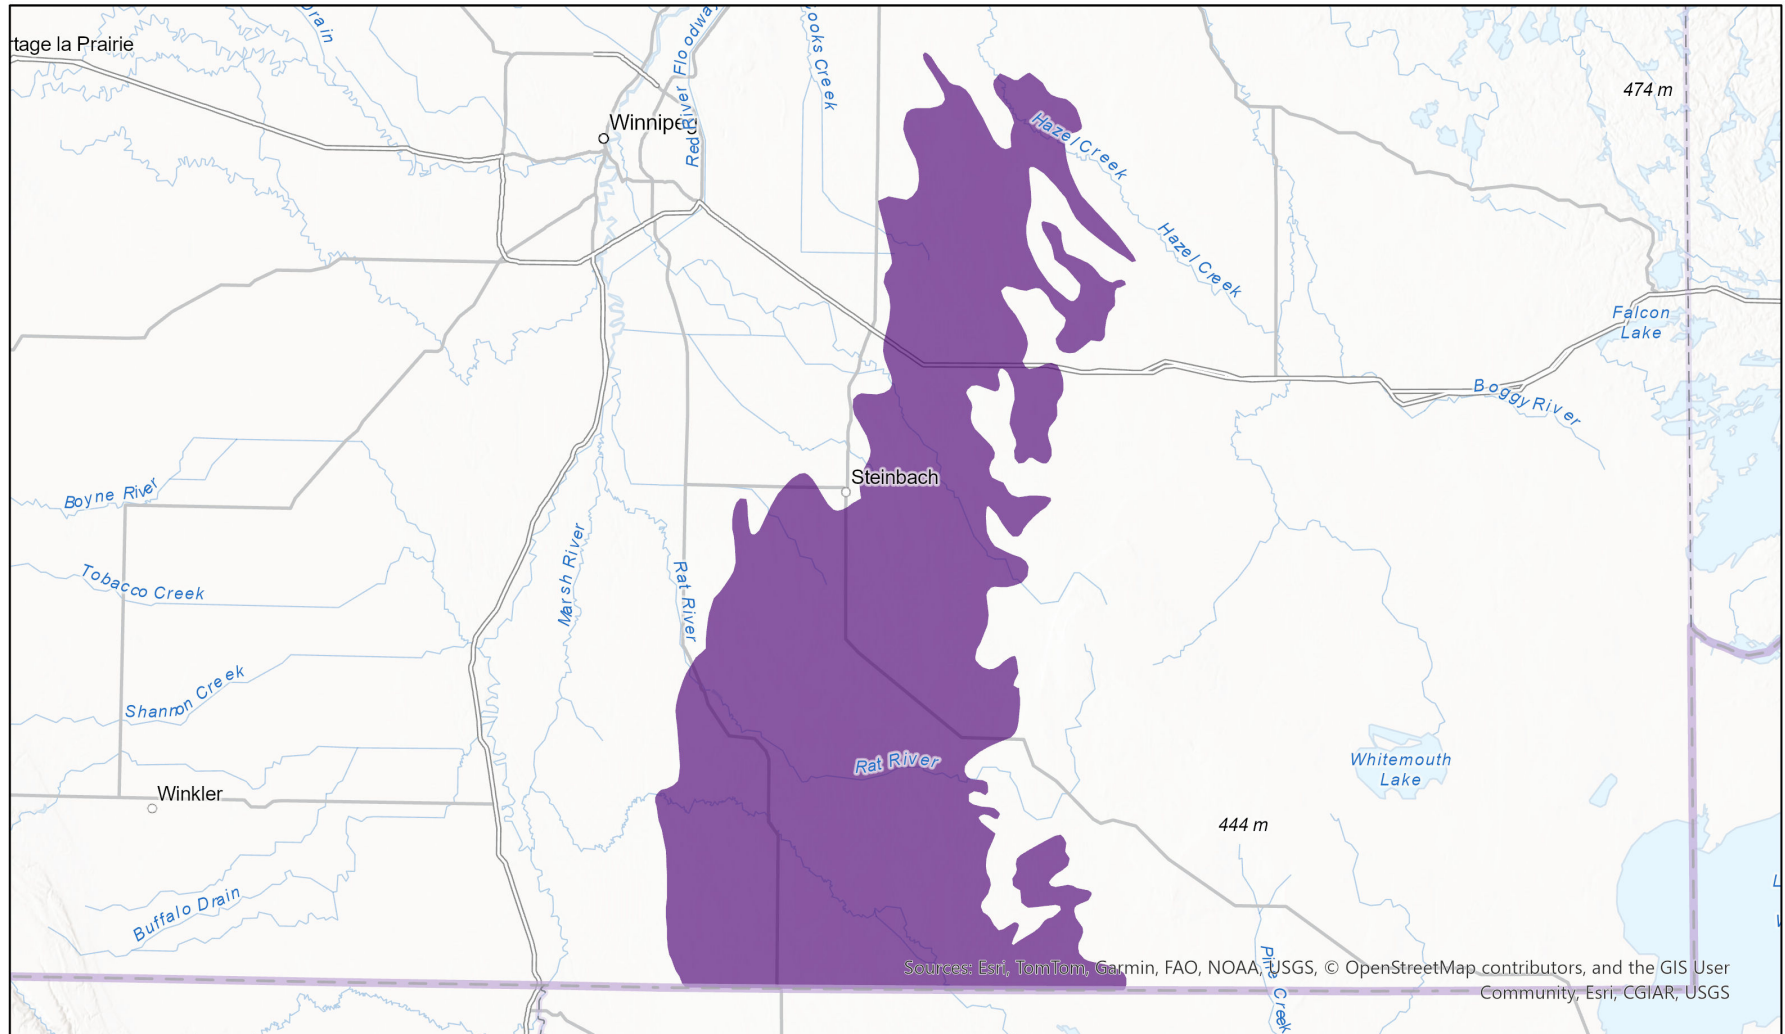 rtage la Prairie
Drain
Red River Floodway
ooks Creek
474 m
Winnipeg
Hazel Creek
Hazel Creek
Falcon
Lake
Boggy River
Steinbach
Boyne River
Marsh River
Rat River
Tobacco Creek
Shannon Creek
Rat River
Whitemouth
Lake
Winkler
444 m
Buffalo Drain
Pine Creek
Sources: Esri, TomTom, Garmin, FAO, NOAA, USGS, © OpenStreetMap contributors, and the GIS User
Community, Esri, CGIAR, USGS